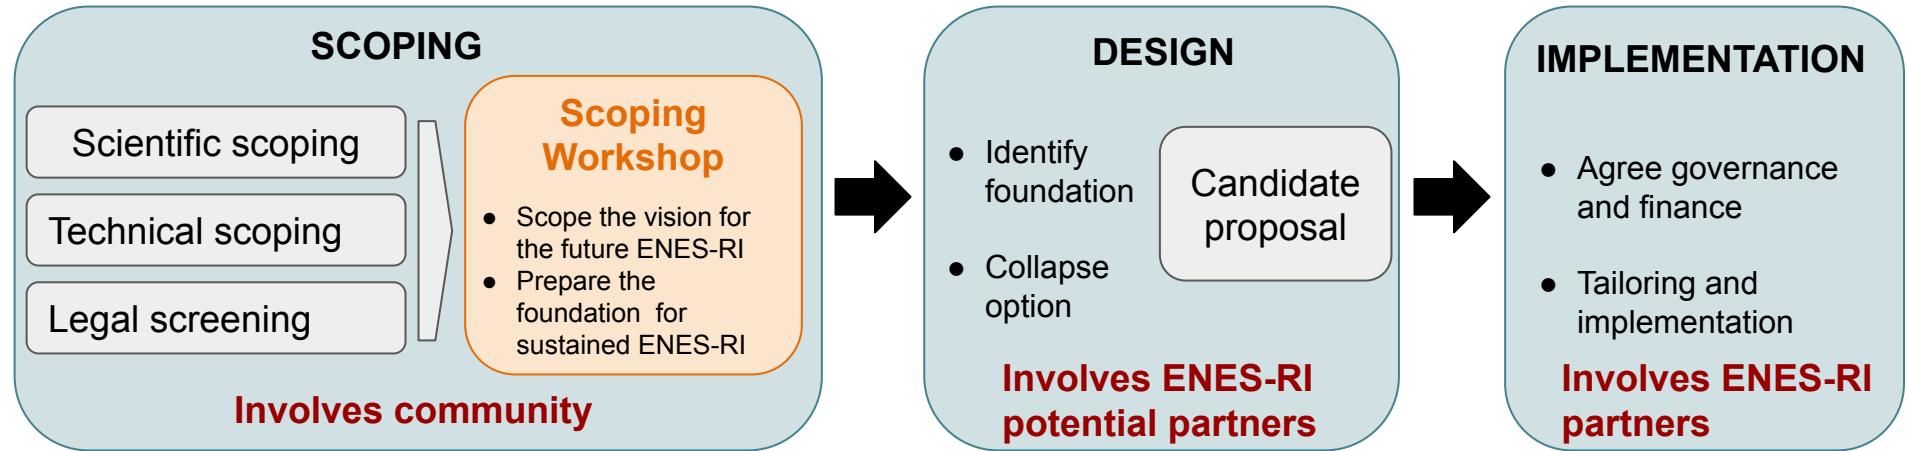 SCOPING
Scientific scoping
Technical scoping
Legal screening
Scoping
Workshop
● Scope the vision for
the future ENES-RI
● Prepare the
foundation for
sustained ENES-RI
Involves community
DESIGN
● Identify
foundation
● Collapse
option
Candidate
proposal
Involves ENES-RI
potential partners
IMPLEMENTATION
● Agree governance
and finance
● Tailoring and
implementation
Involves ENES-RI
partners